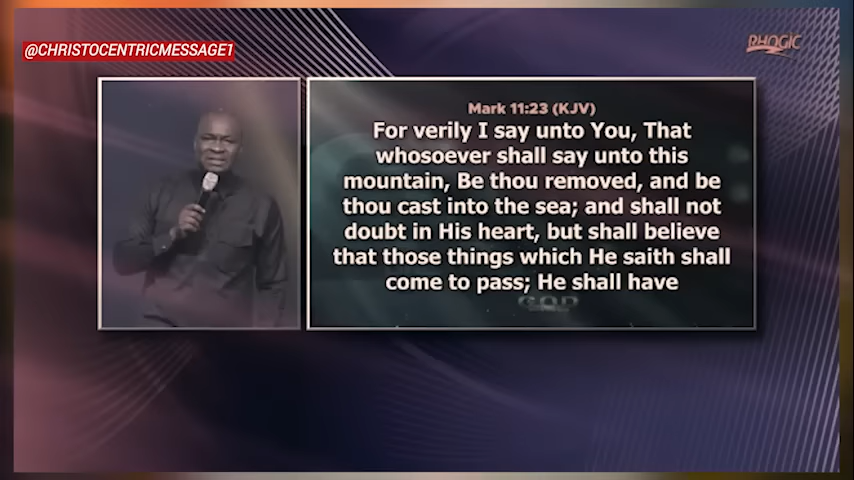 @CHRISTOCENTRICMESSAGE1
RHOGIC
Mark 11:23 (KJV)
For verily I say unto You, That
whosoever shall say unto this
mountain, Be thou removed, and be
thou cast into the sea; and shall not
doubt in His heart, but shall believe
that those things which He saith shall
come to pass; He shall have
GOD